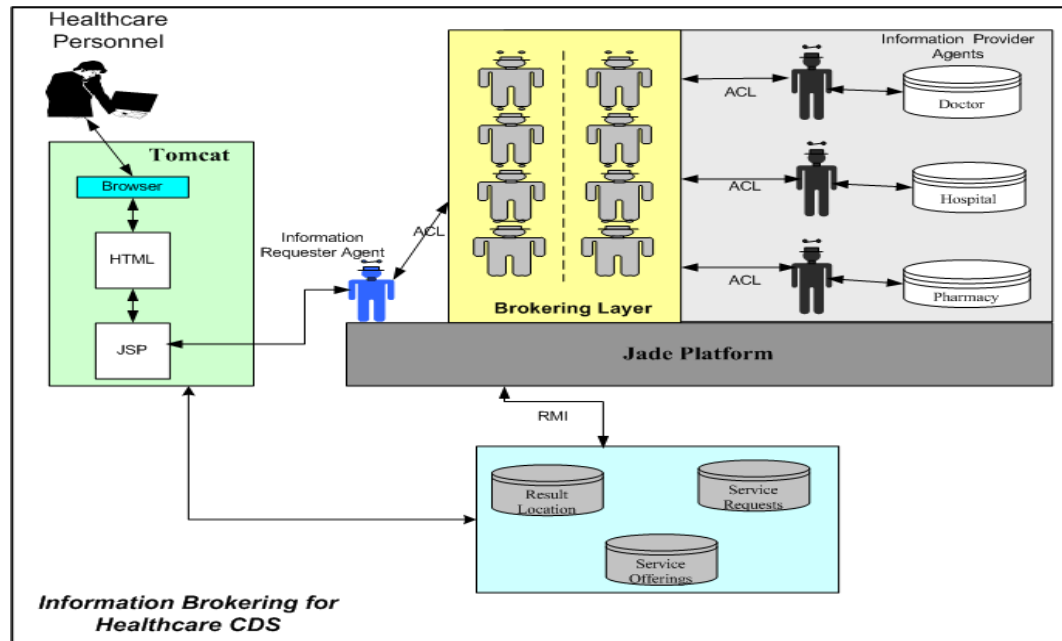 Healthcare
Personnel
Tomcat
Browser
HTML
JSP
Information
Requester Agent
ACL
Brokering Layer
Information Provider
Agents
ACL
Doctor
ACL
Hospital
ACL
Pharmacy
Jade Platform
RMI
Result
Location
Service
Requests
Service
Offerings
Information Brokering for
Healthcare CDS